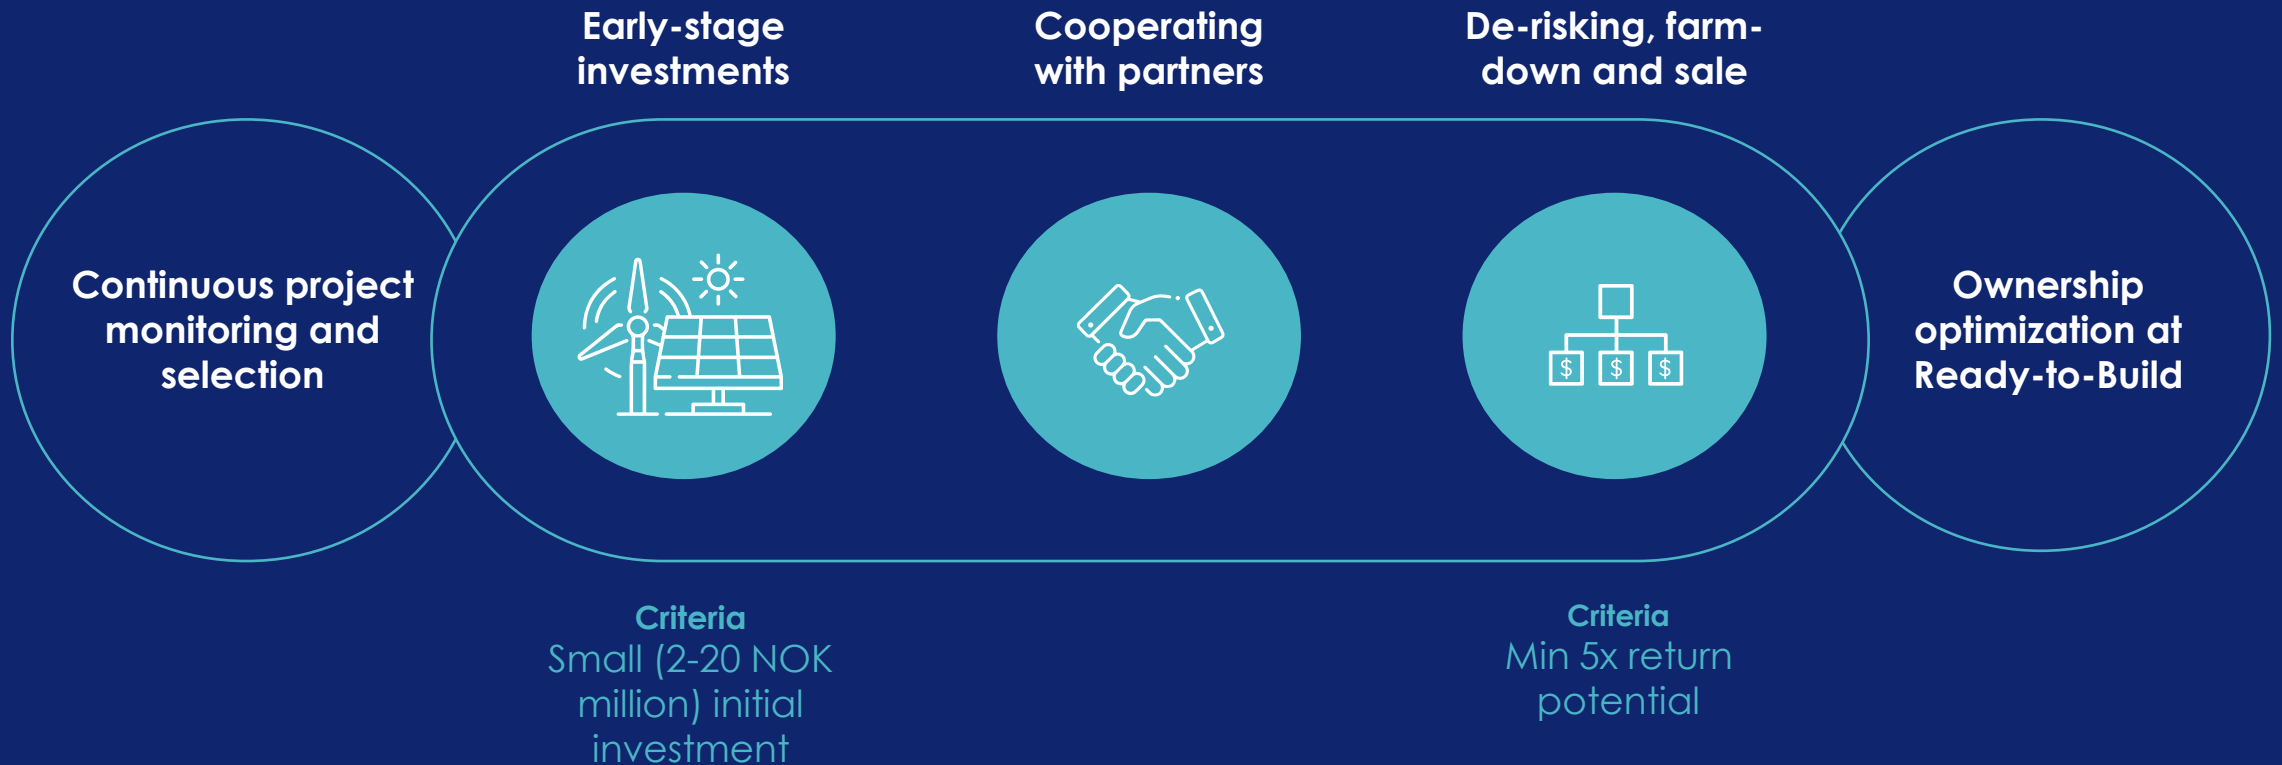 Early-stage
investments
Cooperating
with partners
De-risking, farm-
down and sale
Continuous project
monitoring and
selection
$ $ $
Ownership
optimization at
Ready-to-Build
Criteria
Small (2-20 NOK
million) initial
investment
Criteria
Min 5x return
potential